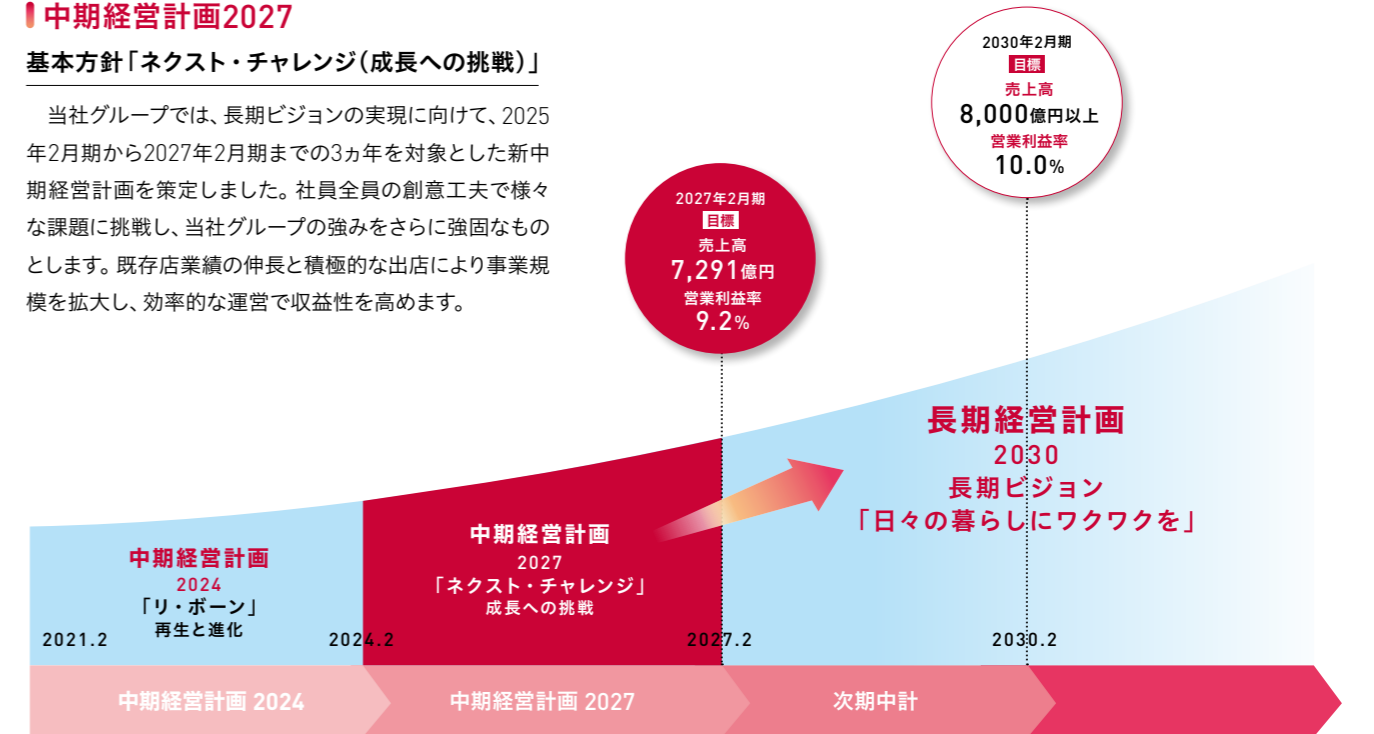 中期経営計画2027
基本方針「ネクスト・チャレンジ（成長への挑戦）」
当社グループでは、長期ビジョンの実現に向けて、2025
年2月期から2027年2月期までの3ヵ年を対象とした新中
期経営計画を策定しました。社員全員の創意工夫で様々
な課題に挑戦し、当社グループの強みをさらに強固なもの
とします。既存店業績の伸長と積極的な出店により事業規
模を拡大し、効率的な運営で収益性を高めます。
2030年2月期
目標
売上高
8,000億円以上
営業利益率
10.0%
2027年2月期
目標
売上高
7,291億円
営業利益率
9.2%
長期経営計画
2030
長期ビジョン
「日々の暮らしにワクワクを」
中期経営計画
2027
「ネクスト・チャレンジ」
成長への挑戦
中期経営計画
2024
「リ・ボーン」
再生と進化
2021.2
2024.2
2027.2
2030.2
中期経営計画 2024
中期経営計画 2027
次期中計